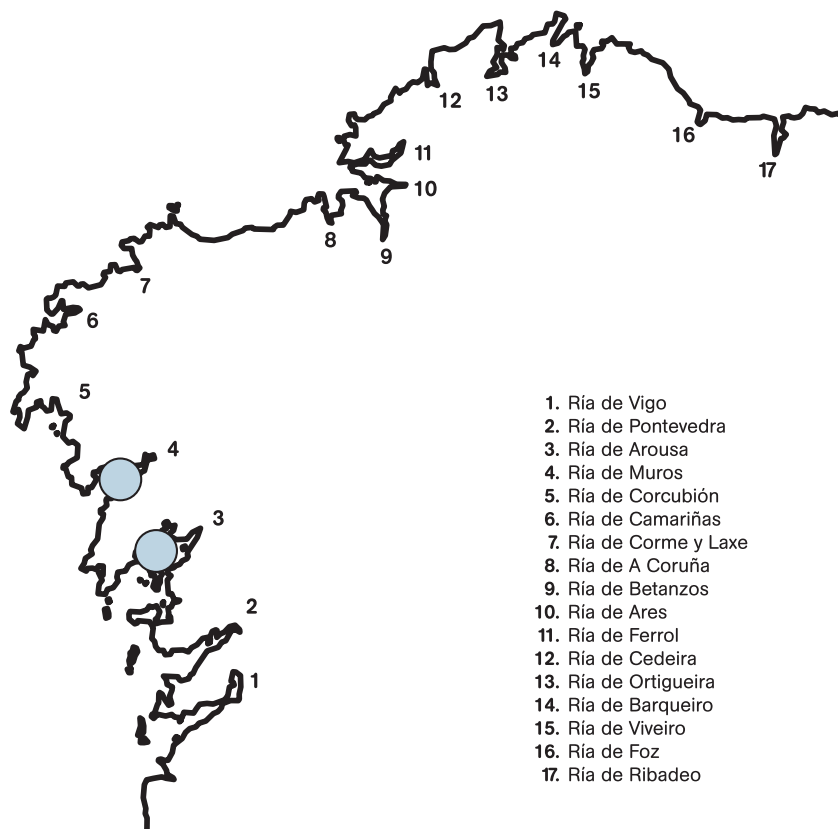 14
15
13
12
16
17
11
10
8
9
7
6
5
4
3
2
1
1. Ría de Vigo
2. Ría de Pontevedra
3. Ría de Arousa
4. Ría de Muros
5. Ría de Corcubión
6. Ría de Camariñas
7. Ría de Corme y Laxe
8. Ría de A Coruña
9. Ría de Betanzos
10. Ría de Ares
11. Ría de Ferrol
12. Ría de Cedeira
13. Ría de Ortigueira
14. Ría de Barqueiro
15. Ría de Viveiro
16. Ría de Foz
17. Ría de Ribadeo